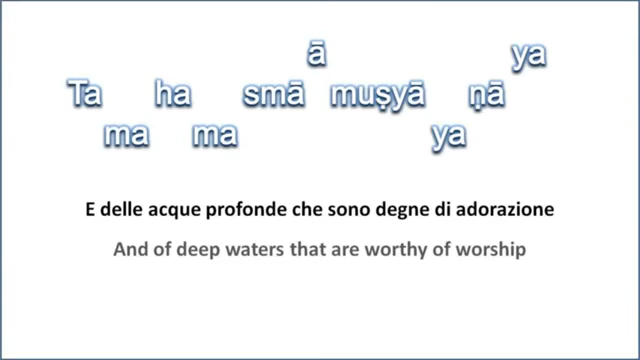 ā ya
Ta ha smā muṣyā ṇā
ma ma ya
E delle acque profonde che sono degne di adorazione
And of deep waters that are worthy of worship